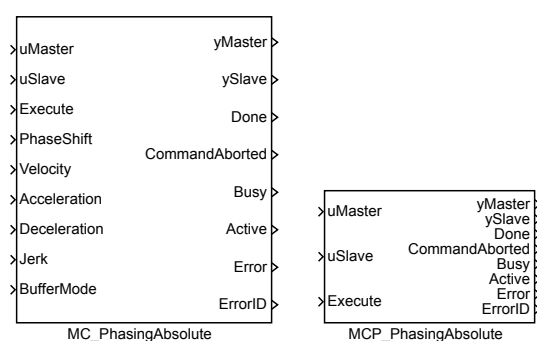 uMaster
uSlave
Execute
PhaseShift
Velocity
Acceleration
Deceleration
Jerk
BufferMode
yMaster
ySlave
Done
CommandAborted
Busy
Active
Error
ErrorID
MC_PhasingAbsolute
uMaster
uSlave
Execute
yMaster
ySlave
Done
CommandAborted
Busy
Active
Error
ErrorID
MCP_PhasingAbsolute